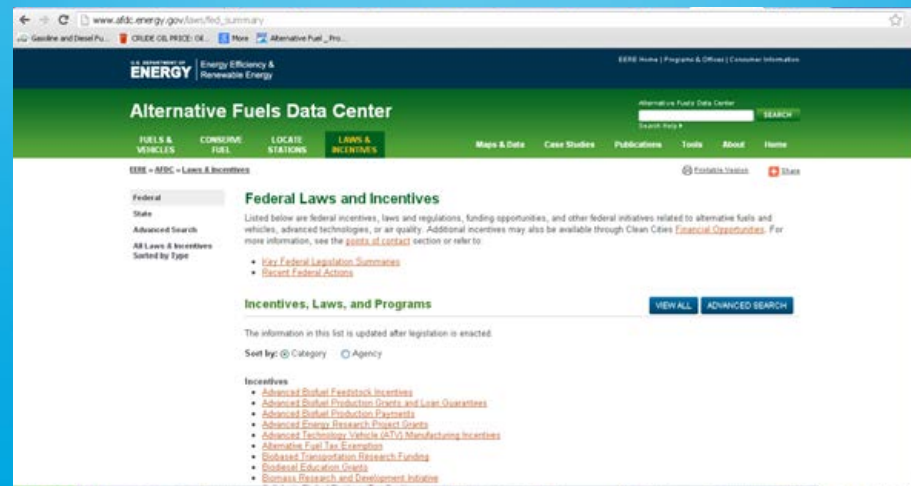 www.afdc.energy.gov/laws/fed_summary
Gasoline and Diesel Fu... CRUDE OIL PRICE: Oil... More Alternative Fuel _Pro...
U.S. DEPARTMENT OF
ENERGY
Energy Efficiency &
Renewable Energy
EERE Home | Programs & Offices | Consumer Information
Alternative Fuels Data Center
Alternative Fuels Data Center
SEARCH
Search Help
FUELS & VEHICLES CONSERVE FUEL LOCATE STATIONS LAWS & INCENTIVES Maps & Data Case Studies Publications Tools About Home
EERE » AFDC » Laws & Incentives
Printable Version Share
Federal
State
Advanced Search
All Laws & Incentives
Sorted by Type
Federal Laws and Incentives
Listed below are federal incentives, laws and regulations, funding opportunities, and other federal initiatives related to alternative fuels and
vehicles, advanced technologies, or air quality. Additional incentives may also be available through Clean Cities Financial Opportunities. For
more information, see the points of contact section or refer to:
Key Federal Legislation Summaries
Recent Federal Actions
Incentives, Laws, and Programs
VIEW ALL ADVANCED SEARCH
The information in this list is updated after legislation is enacted.
Sort by: Category Agency
Incentives
Advanced Biofuel Feedstock Incentives
Advanced Biofuel Production Grants and Loan Guarantees
Advanced Biofuel Production Payments
Advanced Energy Research Project Grants
Advanced Technology Vehicle (ATV) Manufacturing Incentives
Alternative Fuel Tax Exemption
Biobased Transportation Research Funding
Biodiesel Education Grants
Biomass Research and Development Initiative